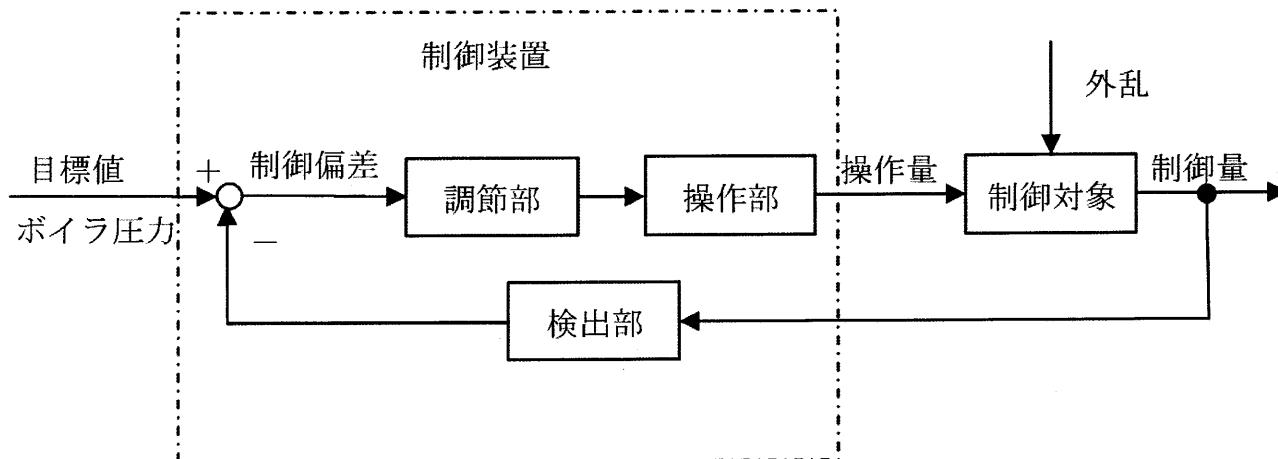 制御装置
外乱
目標値
+
制御偏差
調節部
操作部
操作量
制御対象
制御量
ボイラ圧力
−
検出部